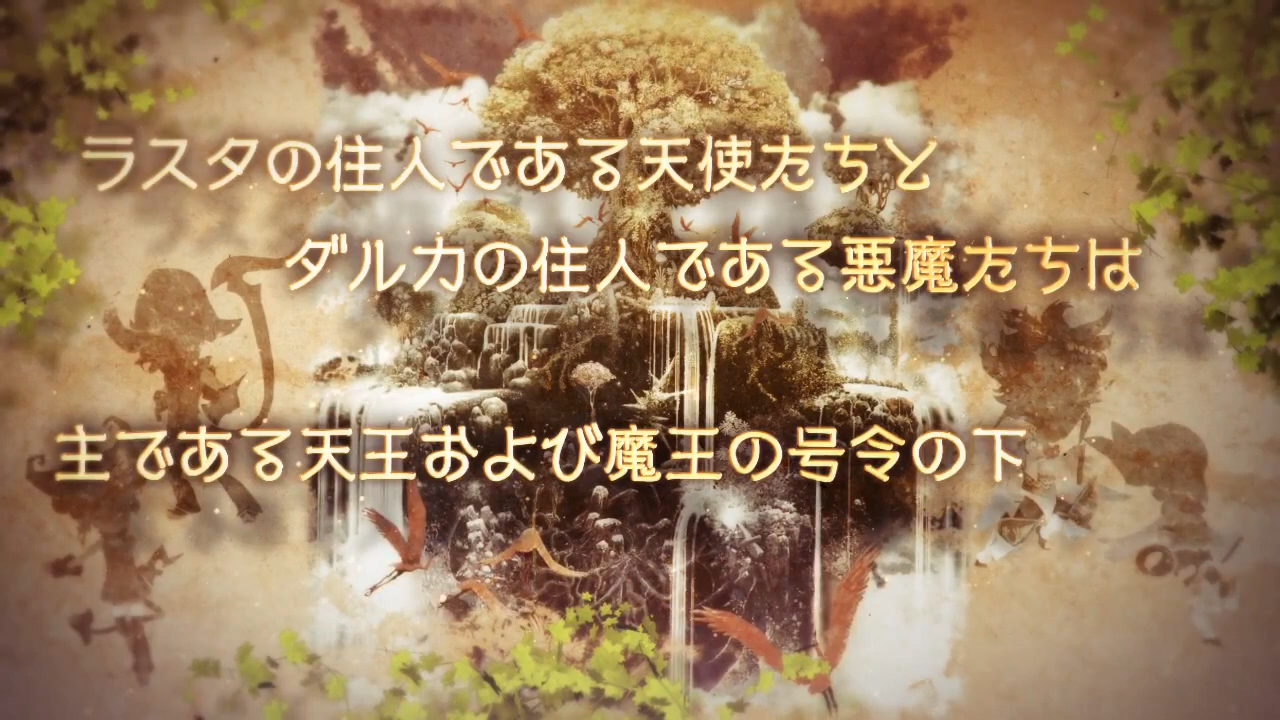 ラスタの住人である天使たちと
ダルカの住人である悪魔たちは
主である天王および魔王の号令の下